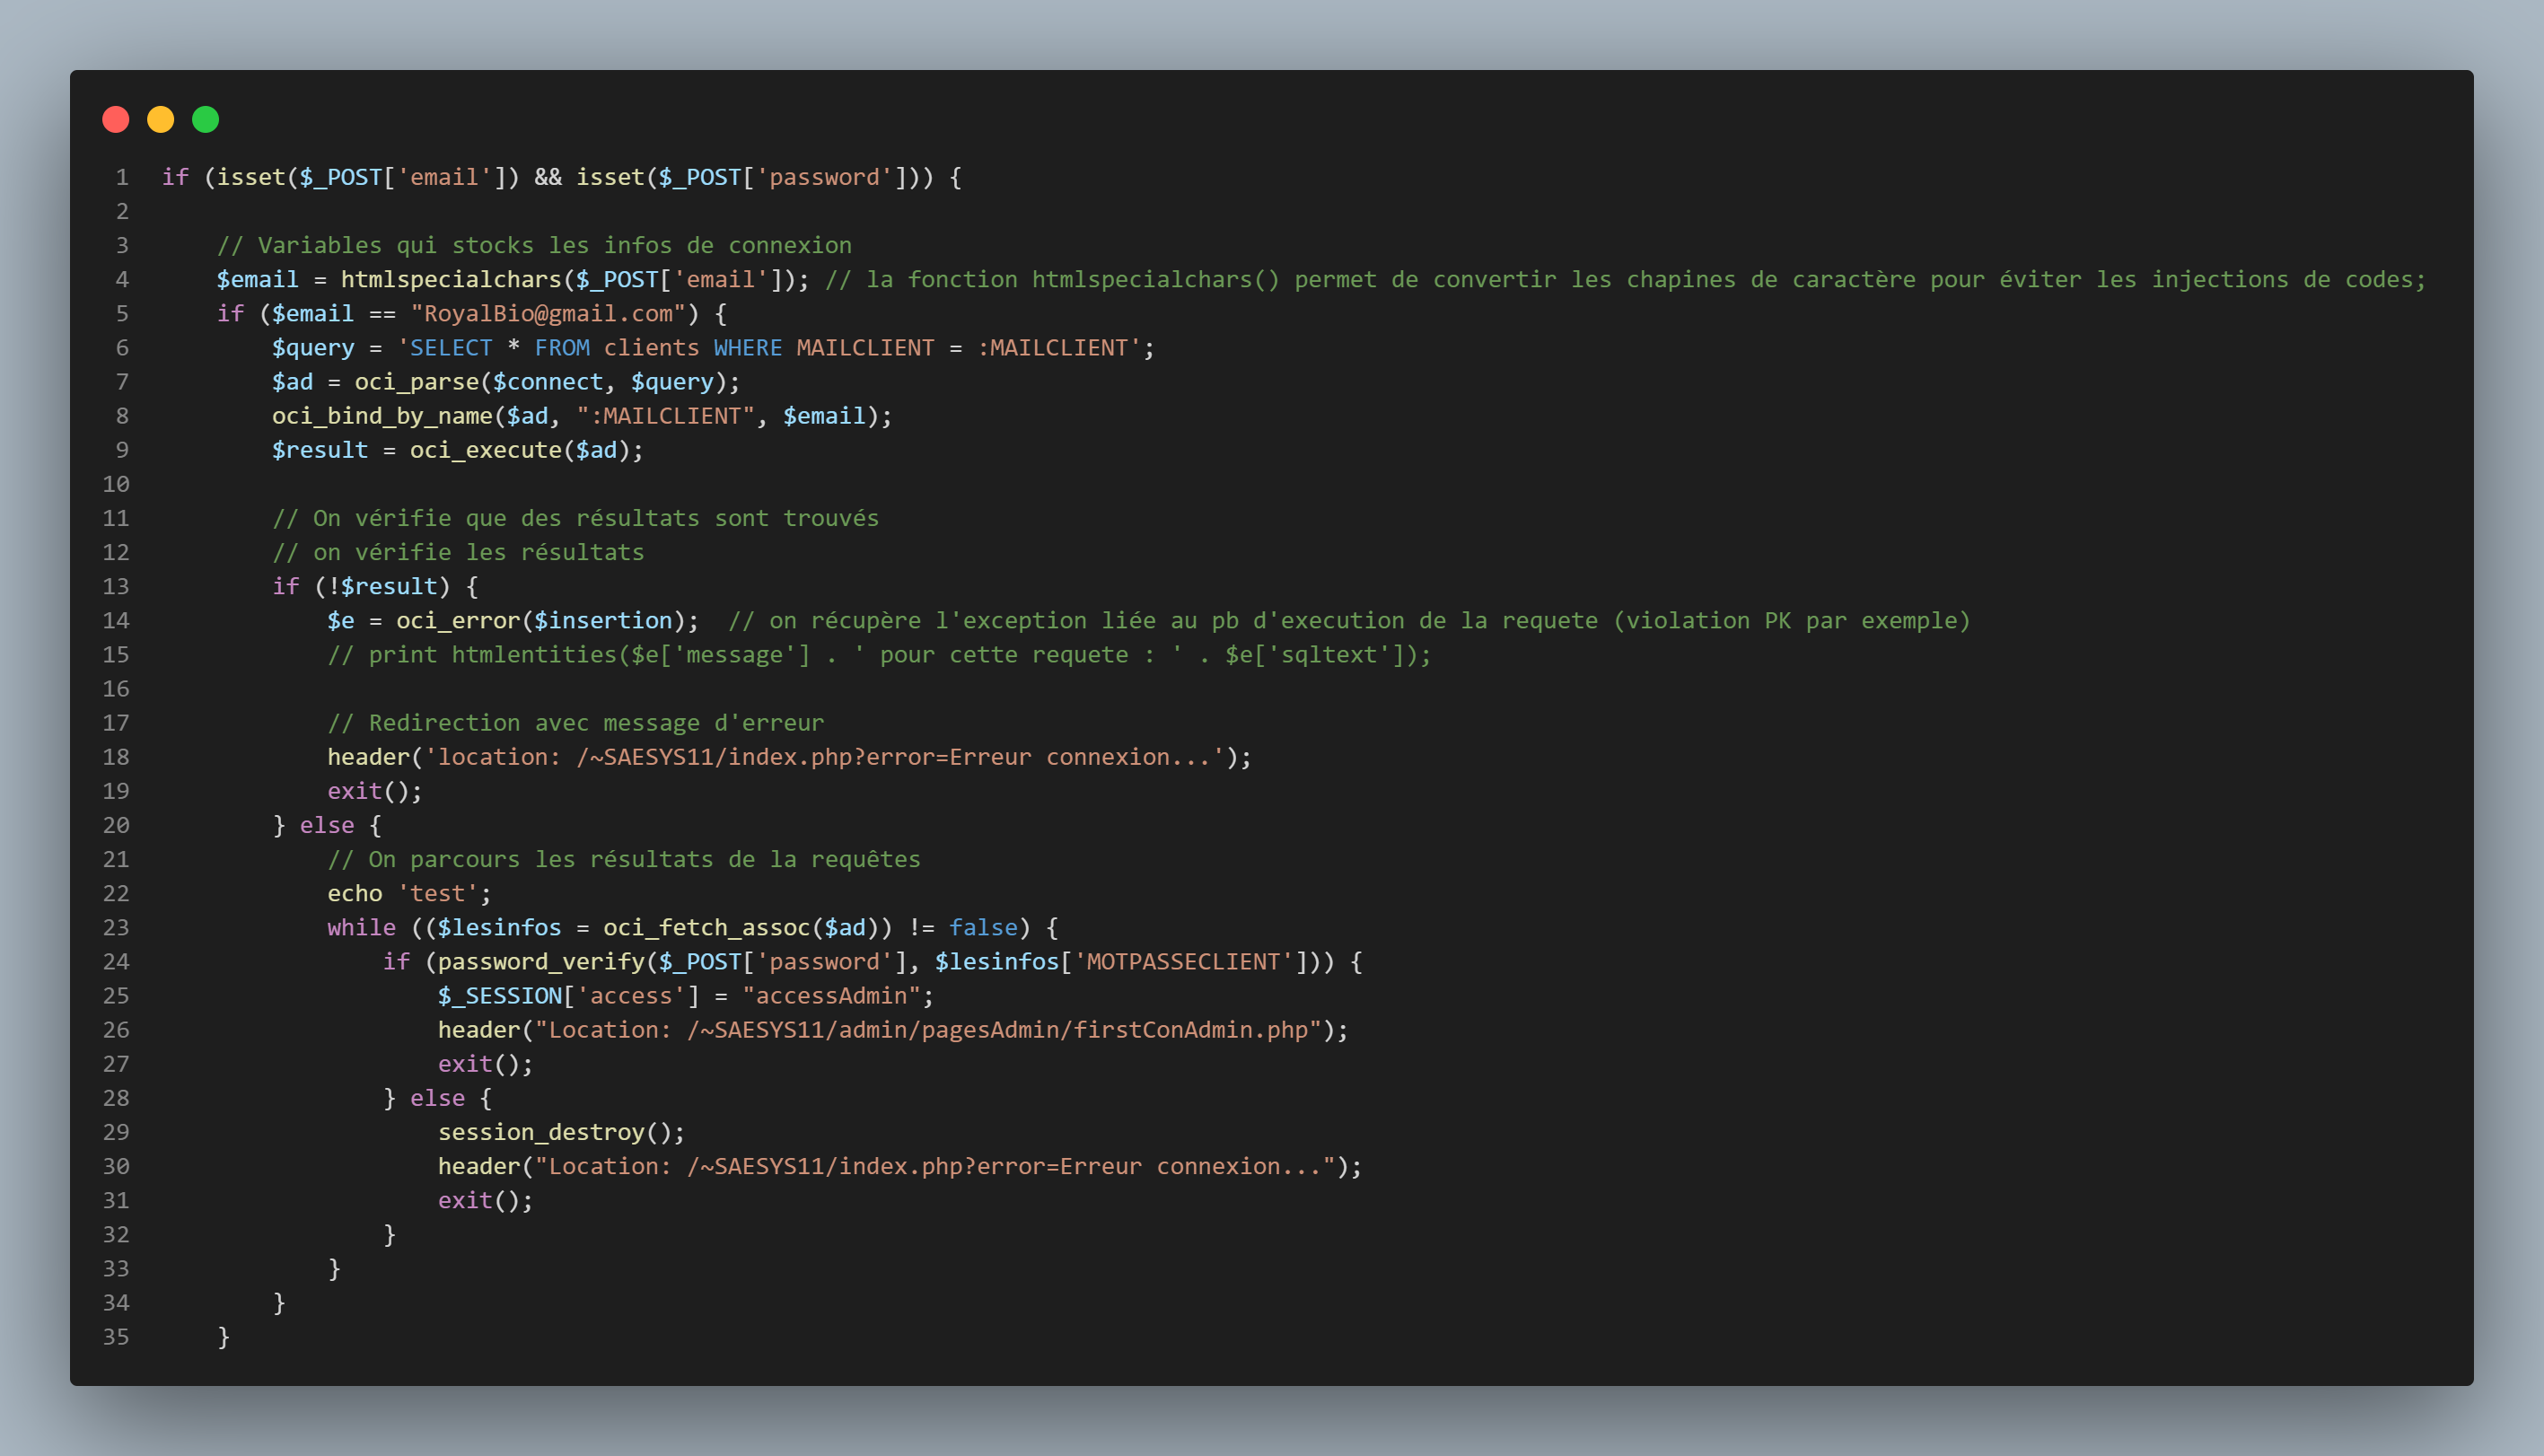 1 if (isset($_POST['email']) && isset($_POST['password'])) {
2
3 // Variables qui stocks les infos de connexion
4 $email = htmlspecialchars($_POST['email']); // la fonction htmlspecialchars() permet de convertir les chapines de caractère pour éviter les injections de codes;
5 if ($email == "RoyalBio@gmail.com") {
6 $query = 'SELECT * FROM clients WHERE MAILCLIENT = :MAILCLIENT';
7 $ad = oci_parse($connect, $query);
8 oci_bind_by_name($ad, ":MAILCLIENT", $email);
9 $result = oci_execute($ad);
10
11 // On vérifie que des résultats sont trouvés
12 // on vérifie les résultats
13 if (!$result) {
14 $e = oci_error($insertion);  // on récupère l'exception liée au pb d'execution de la requete (violation PK par exemple)
15 // print htmlentities($e['message'] . ' pour cette requete : ' . $e['sqltext']);
16
17 // Redirection avec message d'erreur
18 header('location: /~SAESYS11/index.php?error=Erreur connexion...');
19 exit();
20 } else {
21 // On parcours les résultats de la requêtes
22 echo 'test';
23 while (($lesinfos = oci_fetch_assoc($ad)) != false) {
24 if (password_verify($_POST['password'], $lesinfos['MOTPASSECLIENT'])) {
25 $_SESSION['access'] = "accessAdmin";
26 header("Location: /~SAESYS11/admin/pagesAdmin/firstConAdmin.php");
27 exit();
28 } else {
29 session_destroy();
30 header("Location: /~SAESYS11/index.php?error=Erreur connexion...");
31 exit();
32 }
33 }
34 }
35 }